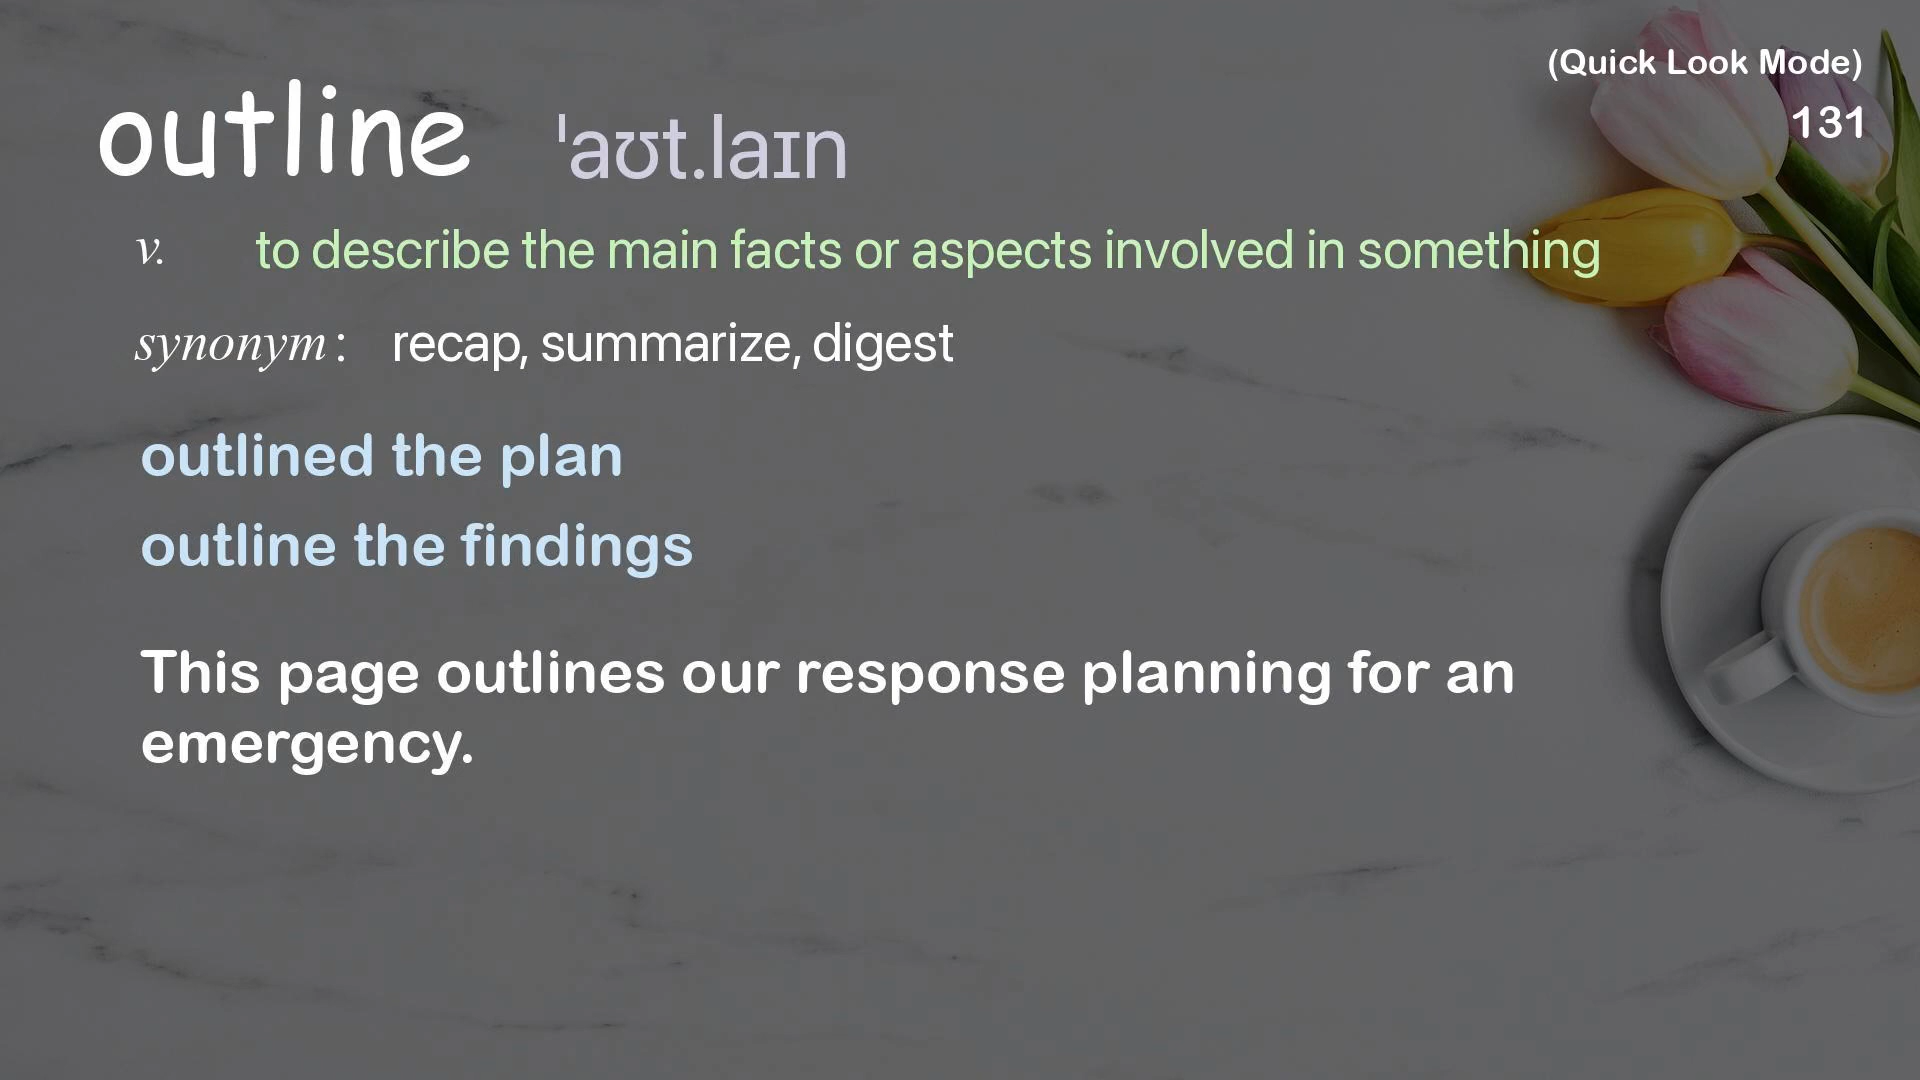 (Quick Look Mode)
131
outline ˈaʊt.laɪn
v. to describe the main facts or aspects involved in something
synonym : recap, summarize, digest
outlined the plan
outline the findings
This page outlines our response planning for an
emergency.